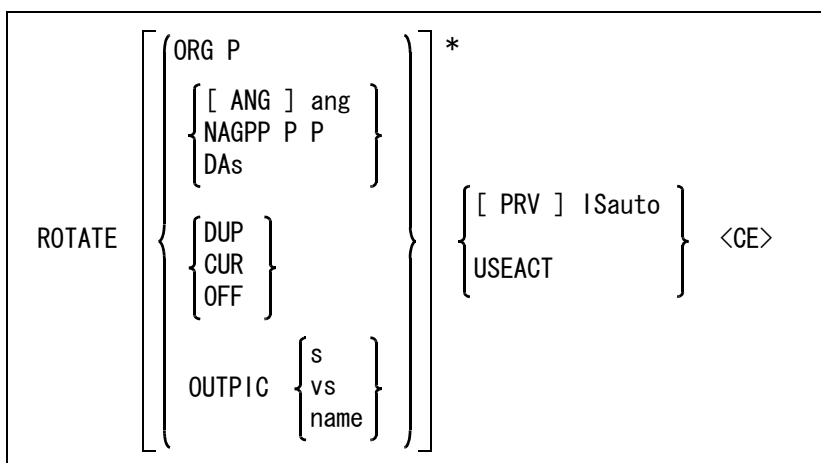 ORG P
*
[ ANG ] ang
NAGPP P P
DAs
[ PRV ] ISauto
ROTATE
DUP
<CE>
CUR
USEACT
OFF
s
OUTPIC vs
name